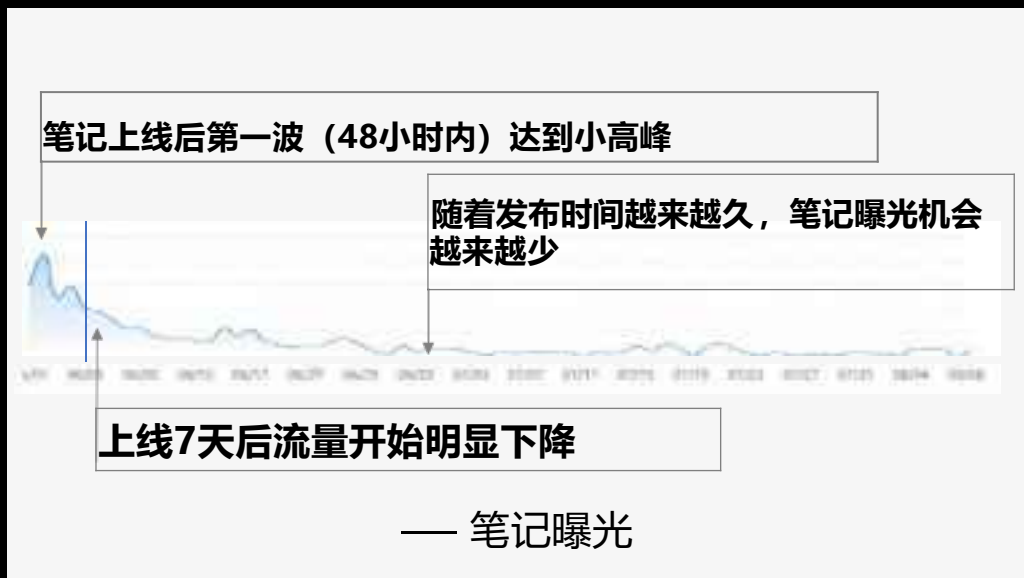 笔记上线后第一波（48小时内）达到小高峰
随着发布时间越来越久，笔记曝光机会
越来越少
上线7天后流量开始明显下降
笔记曝光